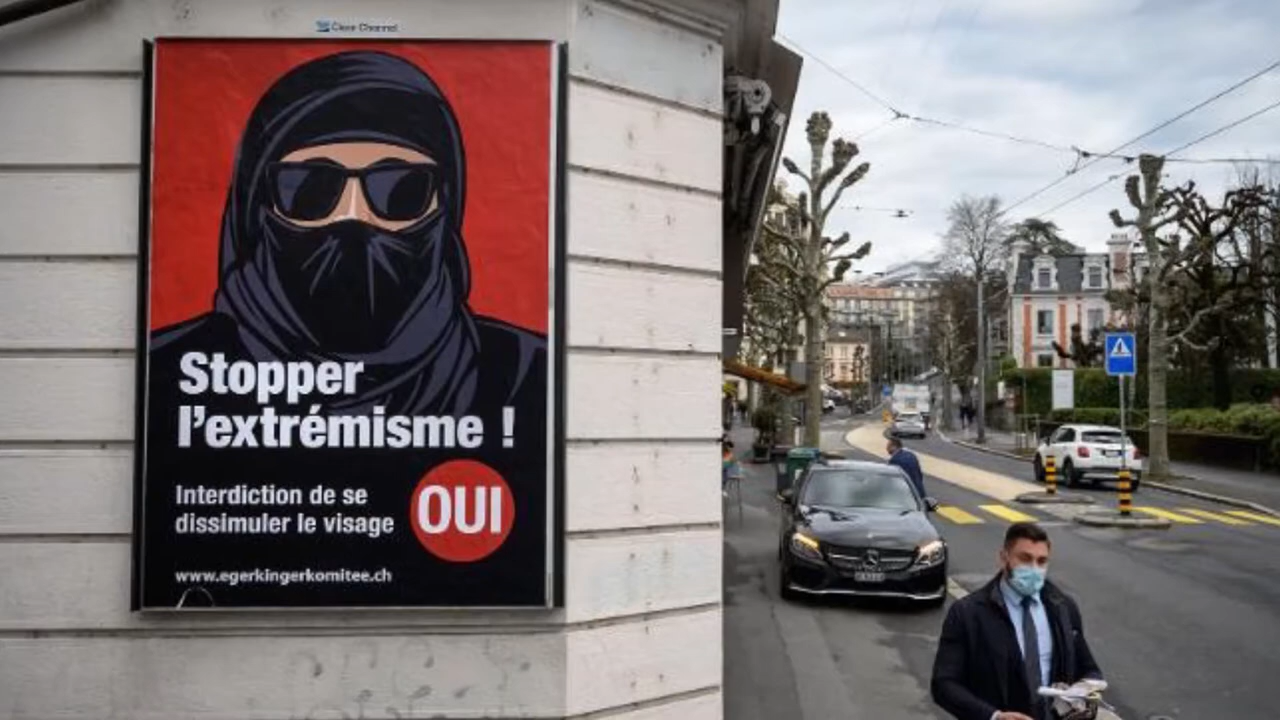 Clear Channel
Stopper
l'extrémisme !
Interdiction de se
dissimuler le visage
OUI
www.egerkingerkomitee.ch